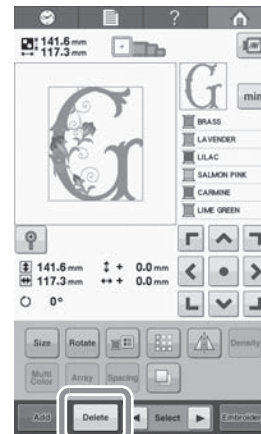 ?
141.6 mm
117.3 mm
G
G
min
BRASS
LAVENDER
LILAC
SALMON PINK
CARMINE
LIME GREEN
141.6 mm + 0.0 mm
117.3 mm + 0.0 mm
0°
Size Rotate Density
Multi Color Array Spacing
Add Delete Select Embroider